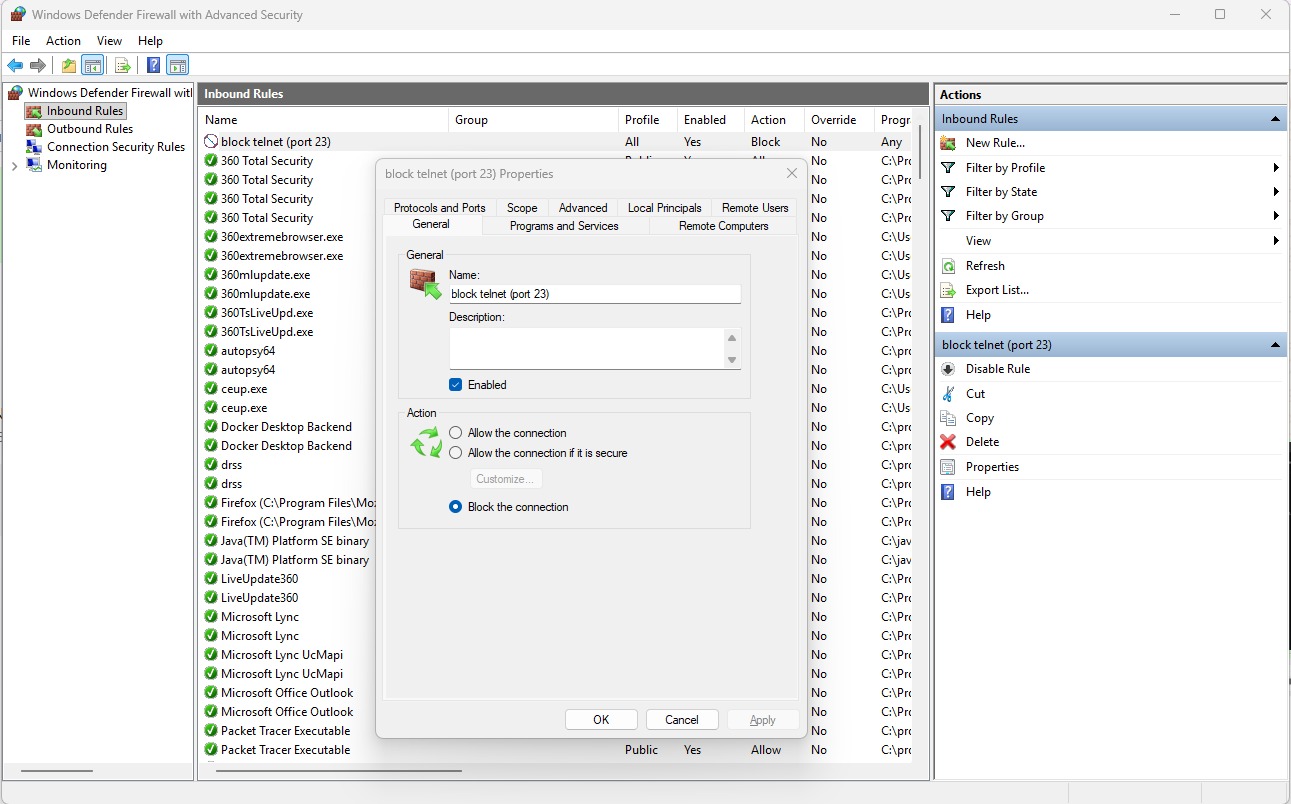 Windows Defender Firewall with Advanced Security
File Action View Help
Windows Defender Firewall wit
Inbound Rules
Outbound Rules
Connection Security Rules
Monitoring
Inbound Rules
Name Group Profile Enabled Action Override Progr
block telnet (port 23) All Yes Block No Any
360 Total Security No C:\Pro
360 Total Security No C:\Pro
360 Total Security No C:\Pro
360 Total Security No C:\Pro
360extremebrowser.exe No C:\Us
360extremebrowser.exe No C:\Us
360mlupdate.exe No C:\Pro
360mlupdate.exe No C:\Pro
360TsLiveUpd.exe No C:\Pro
360TsLiveUpd.exe No C:\Pro
autopsy64 No C:\pro
autopsy64 No C:\pro
ceup.exe No C:\Us
ceup.exe No C:\Us
Docker Desktop Backend No C:\Pro
Docker Desktop Backend No C:\Pro
drss No C:\Pro
drss No C:\Pro
Firefox (C:\Program Files\Moz No C:\Pro
Firefox (C:\Program Files\Moz No C:\Pro
Java(TM) Platform SE binary No C:\jav
Java(TM) Platform SE binary No C:\jav
LiveUpdate360 No C:\Pro
LiveUpdate360 No C:\Pro
Microsoft Lync No C:\Pro
Microsoft Lync No C:\Pro
Microsoft Lync UcMapi No C:\Pro
Microsoft Lync UcMapi No C:\Pro
Microsoft Office Outlook No C:\Pro
Microsoft Office Outlook No C:\Pro
Packet Tracer Executable No C:\Pro
Packet Tracer Executable Public Yes Allow No C:\pro
block telnet (port 23) Properties
Protocols and Ports Scope Advanced Local Principals Remote Users
General Programs and Services Remote Computers
General
Name:
block telnet (port 23)
Description:
Enabled
Action
Allow the connection
Allow the connection if it is secure
Customize...
Block the connection
OK Cancel Apply
Actions
Inbound Rules
New Rule...
Filter by Profile
Filter by State
Filter by Group
View
Refresh
Export List...
Help
block telnet (port 23)
Disable Rule
Cut
Copy
Delete
Properties
Help